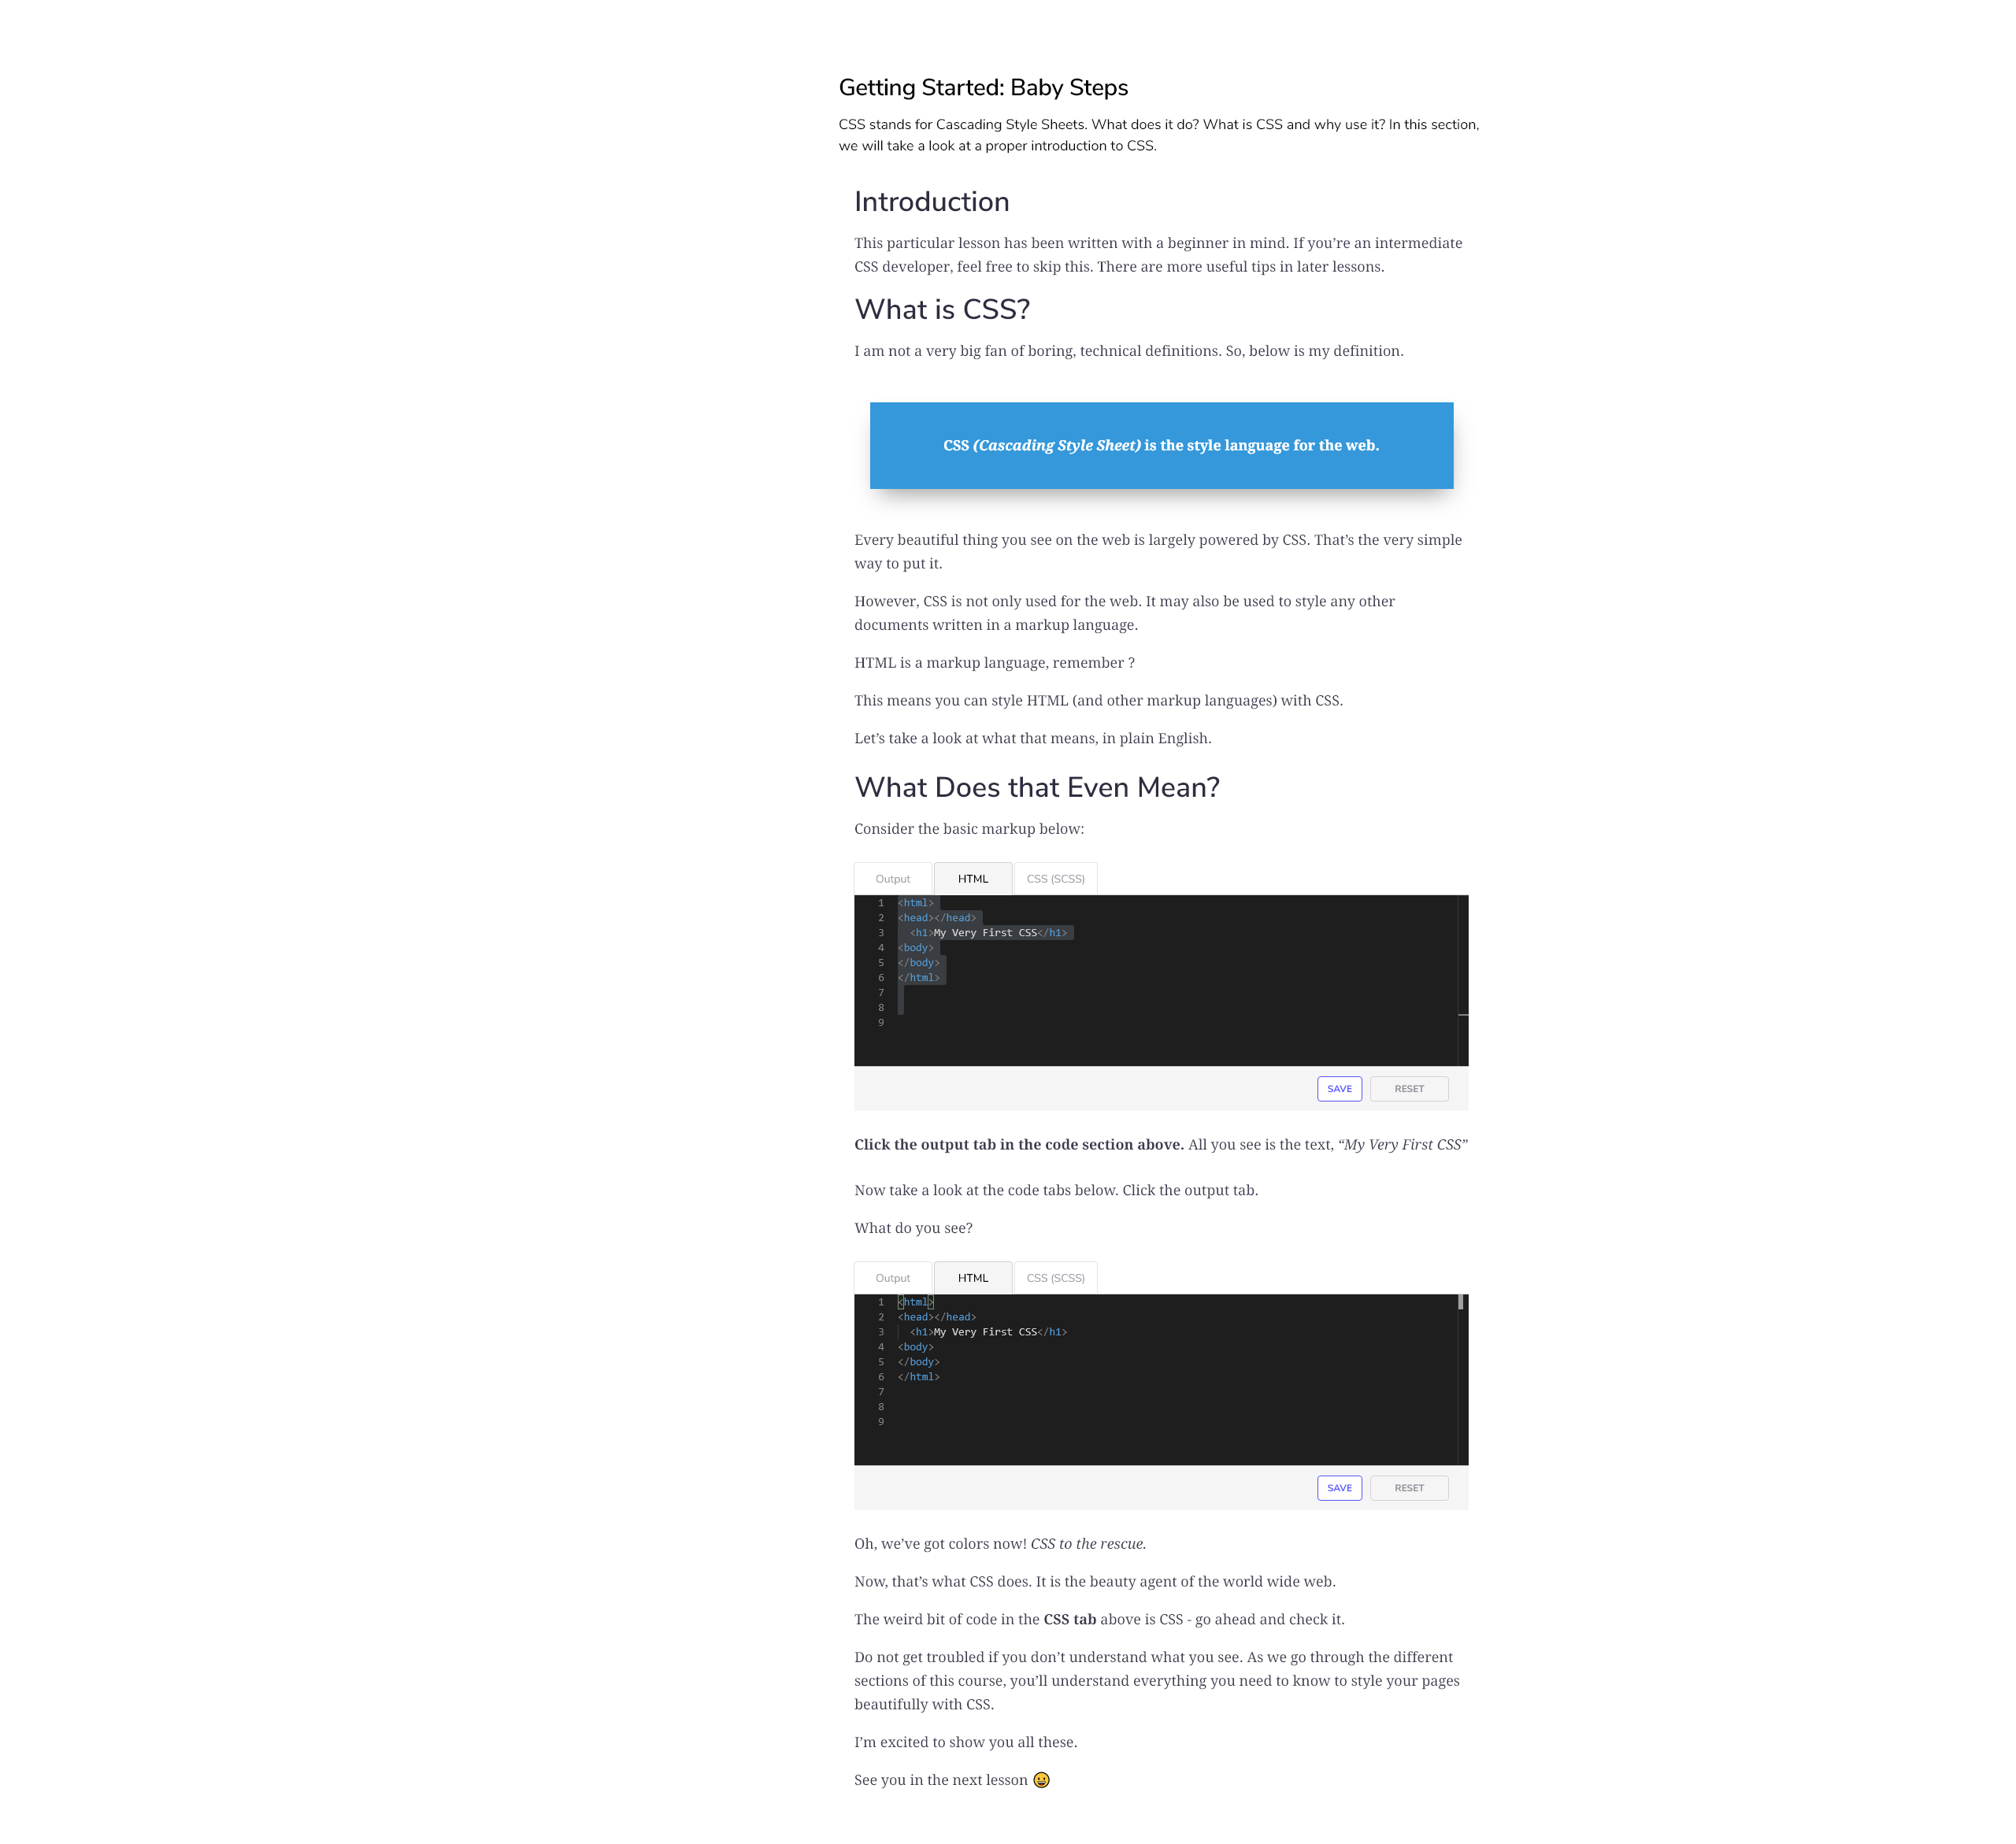 Getting Started: Baby Steps
CSS stands for Cascading Style Sheets. What does it do? What is CSS and why use it? In this section,
we will take a look at a proper introduction to CSS.
Introduction
This particular lesson has been written with a beginner in mind. If you’re an intermediate
CSS developer, feel free to skip this. There are more useful tips in later lessons.
What is CSS?
I am not a very big fan of boring, technical definitions. So, below is my definition.
CSS (Cascading Style Sheet) is the style language for the web.
Every beautiful thing you see on the web is largely powered by CSS. That’s the very simple
way to put it.
However, CSS is not only used for the web. It may also be used to style any other
documents written in a markup language.
HTML is a markup language, remember ?
This means you can style HTML (and other markup languages) with CSS.
Let’s take a look at what that means, in plain English.
What Does that Even Mean?
Consider the basic markup below:
Output HTML CSS (SCSS)
1 <html>
2 <head></head>
3 <h1>My Very First CSS</h1>
4 <body>
5 </body>
6 </html>
7
8
9
SAVE RESET
Click the output tab in the code section above. All you see is the text, “My Very First CSS”
Now take a look at the code tabs below. Click the output tab.
What do you see?
Output HTML CSS (SCSS)
1 <html>
2 <head></head>
3 <h1>My Very First CSS</h1>
4 <body>
5 </body>
6 </html>
7
8
9
SAVE RESET
Oh, we’ve got colors now! CSS to the rescue.
Now, that’s what CSS does. It is the beauty agent of the world wide web.
The weird bit of code in the CSS tab above is CSS - go ahead and check it.
Do not get troubled if you don’t understand what you see. As we go through the different
sections of this course, you’ll understand everything you need to know to style your pages
beautifully with CSS.
I’m excited to show you all these.
See you in the next lesson 😀